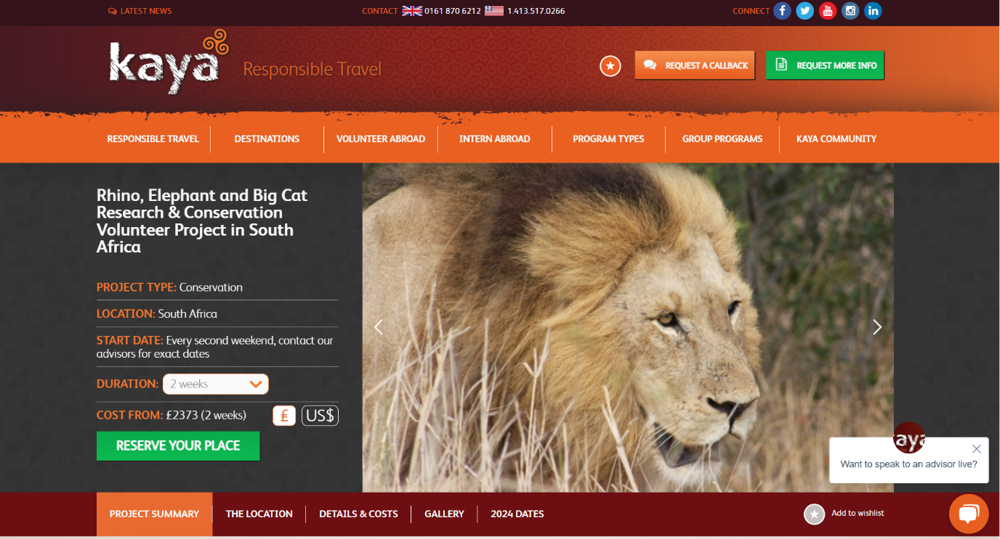 LATEST NEWS
CONTACT 0161 870 6212 1.413.517.0266
CONNECT
kaya
Responsible Travel
REQUEST A CALLBACK
REQUEST MORE INFO
RESPONSIBLE TRAVEL
DESTINATIONS
VOLUNTEER ABROAD
INTERN ABROAD
PROGRAM TYPES
GROUP PROGRAMS
KAYA COMMUNITY
Rhino, Elephant and Big Cat
Research & Conservation
Volunteer Project in South
Africa
PROJECT TYPE: Conservation
LOCATION: South Africa
START DATE: Every second weekend, contact our
advisors for exact dates
DURATION: 2 weeks
COST FROM: £2373 (2 weeks) £ US$
RESERVE YOUR PLACE
kaya
Want to speak to an advisor live?
PROJECT SUMMARY
THE LOCATION
DETAILS & COSTS
GALLERY
2024 DATES
Add to wishlist